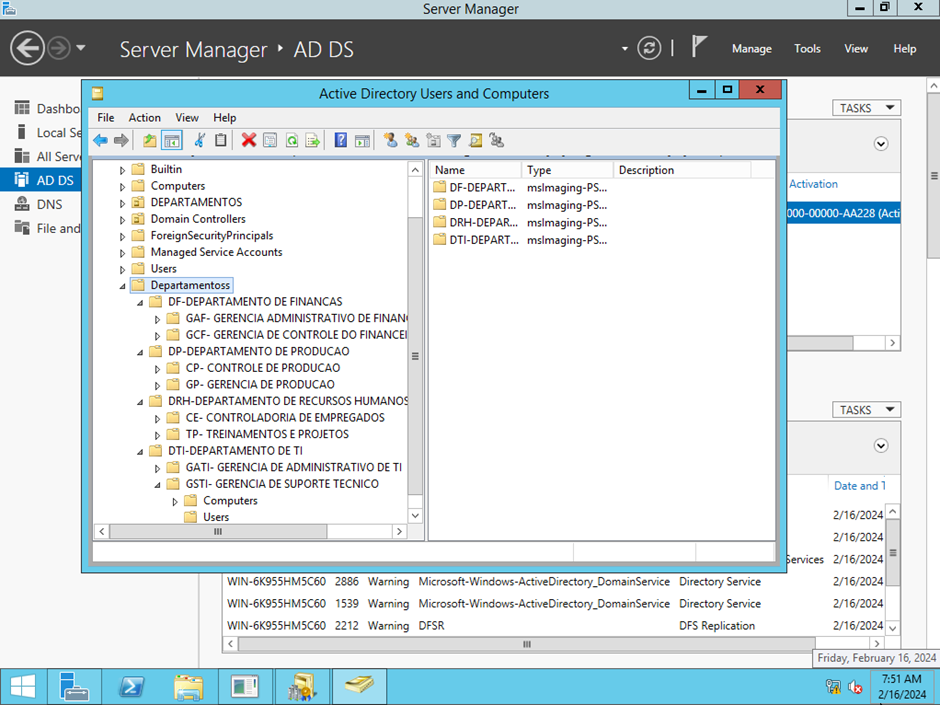 Server Manager
Server Manager ‣ AD DS
Manage Tools View Help
Dashbo
Local Se
All Serve
AD DS
DNS
File and
TASKS
Activation
000-00000-AA228 (Acti
Active Directory Users and Computers
File Action View Help
Builtin
Computers
DEPARTAMENTOS
Domain Controllers
ForeignSecurityPrincipals
Managed Service Accounts
Users
Departamentoss
DF-DEPARTAMENTO DE FINANCAS
GAF- GERENCIA ADMINISTRATIVO DE FINAN
GCF- GERENCIA DE CONTROLE DO FINANCEI
DP-DEPARTAMENTO DE PRODUCAO
CP- CONTROLE DE PRODUCAO
GP- GERENCIA DE PRODUCAO
DRH-DEPARTAMENTO DE RECURSOS HUMANOS
CE- CONTROLADORIA DE EMPREGADOS
TP- TREINAMENTOS E PROJETOS
DTI-DEPARTAMENTO DE TI
GATI- GERENCIA DE ADMINISTRATIVO DE TI
GSTI- GERENCIA DE SUPORTE TECNICO
Computers
Users
Name Type Description
DF-DEPART... msImaging-PS...
DP-DEPART... msImaging-PS...
DRH-DEPAR... msImaging-PS...
DTI-DEPART... msImaging-PS...
TASKS
Date and T
2/16/2024
2/16/2024
Services 2/16/2024
WIN-6K955HM5C60 2886 Warning Microsoft-Windows-ActiveDirectory_DomainService Directory Service 2/16/2024
WIN-6K955HM5C60 1539 Warning Microsoft-Windows-ActiveDirectory_DomainService Directory Service 2/16/2024
WIN-6K955HM5C60 2212 Warning DFSR DFS Replication 2/16/2024
Friday, February 16, 2024
7:51 AM
2/16/2024